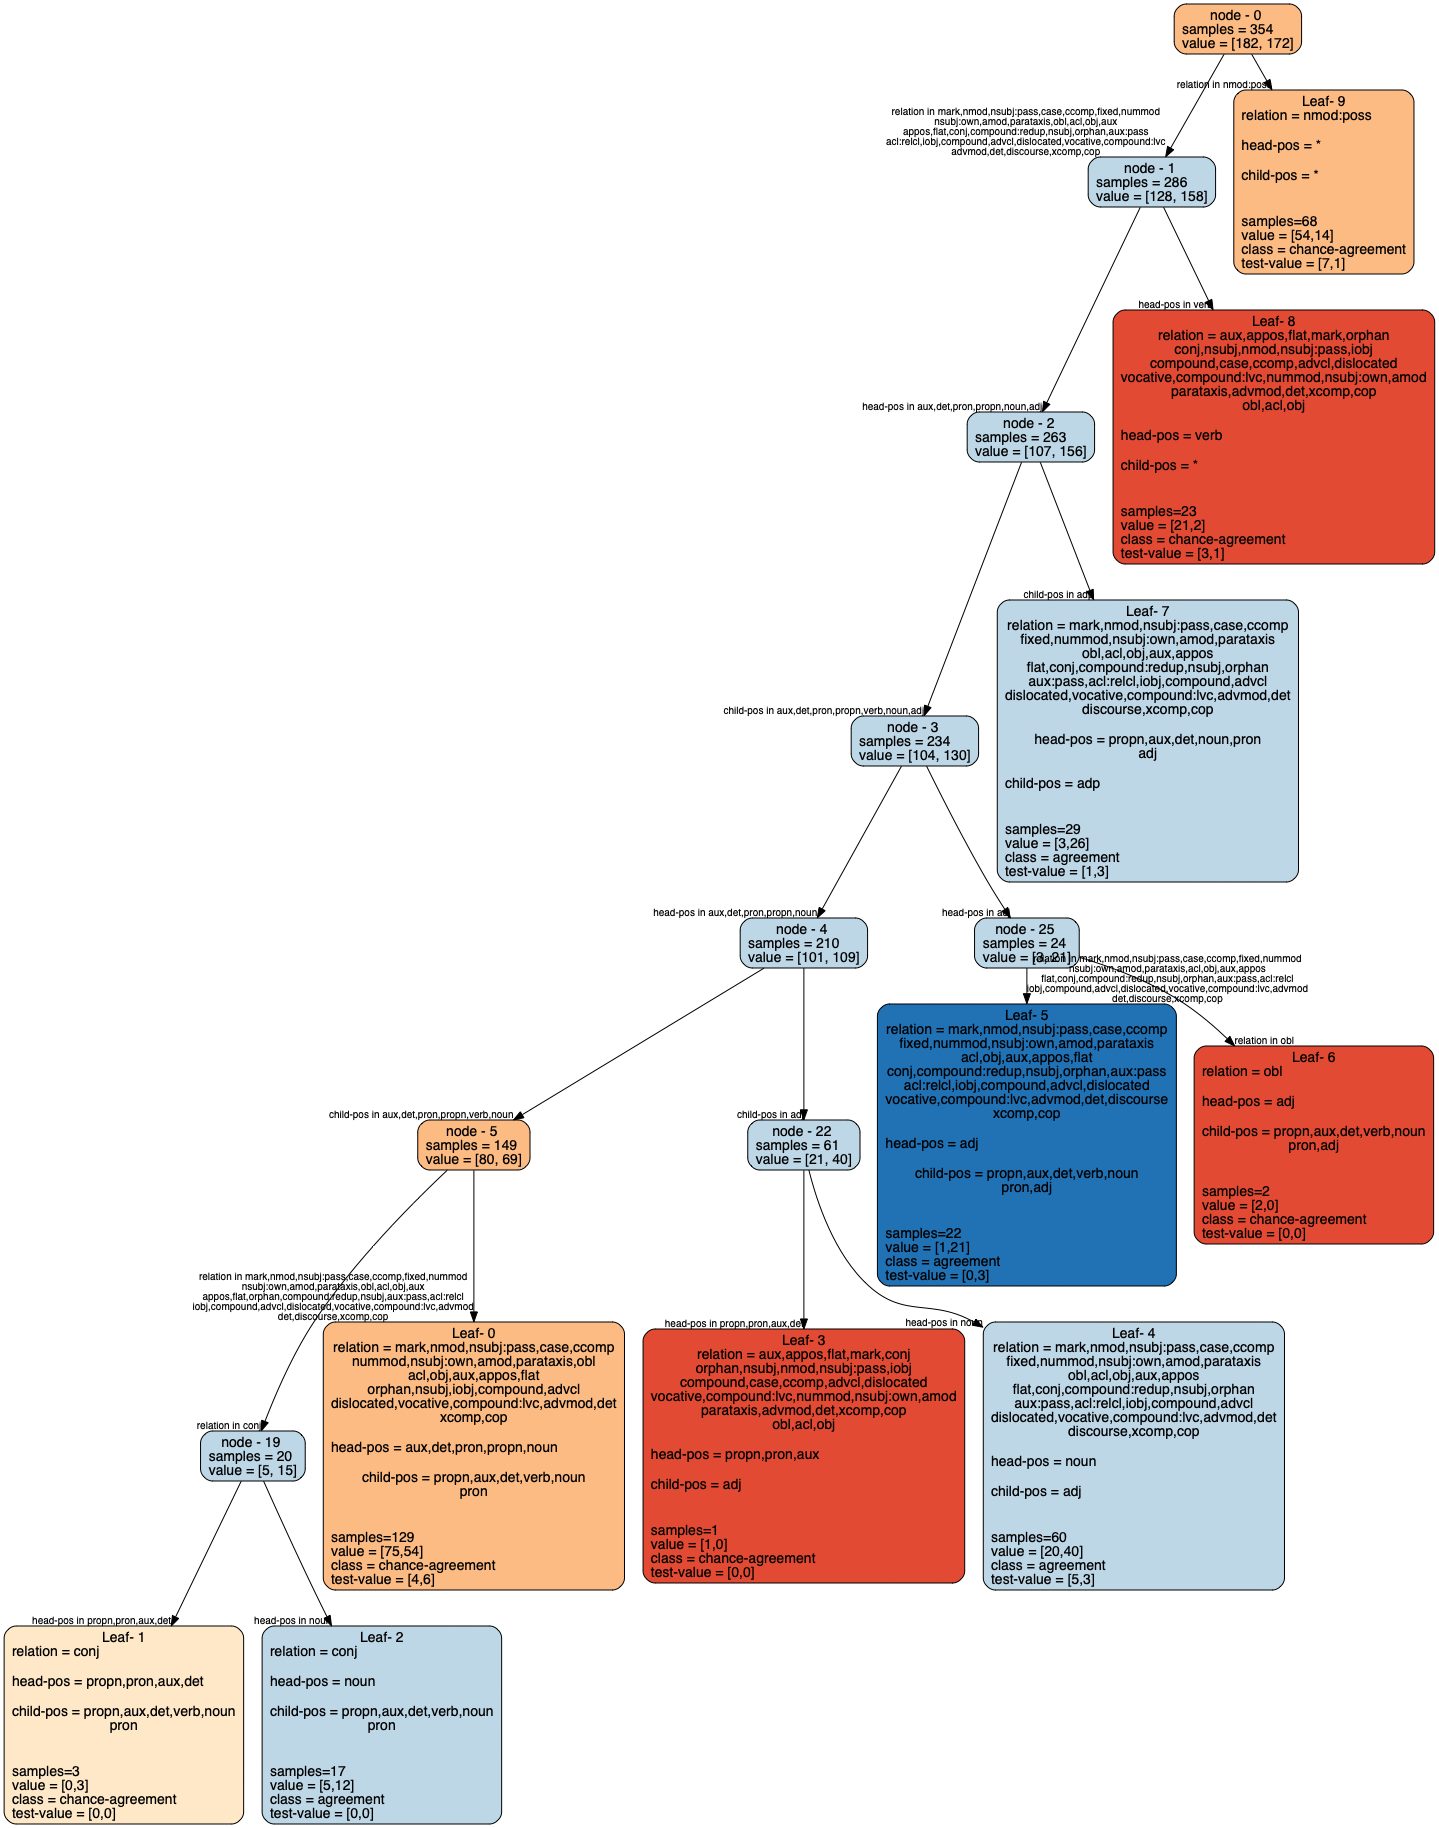 node - 0
samples = 354
value = [182, 172]
relation in nmod:poss
relation in mark,nmod,nsubj:pass,case,ccomp,fixed,nummod
nsubj:own,amod,parataxis,obl,acl,obj,aux
appos,flat,conj,compound:redup,nsubj,orphan,aux:pass
acl:relcl,iobj,compound,advcl,dislocated,vocative,compound:lvc
advmod,det,discourse,xcomp,cop
Leaf- 9
relation = nmod:poss
head-pos = *
child-pos = *
samples=68
value = [54,14]
class = chance-agreement
test-value = [7,1]
node - 1
samples = 286
value = [128, 158]
head-pos in verb
Leaf- 8
relation = aux,appos,flat,mark,orphan
conj,nsubj,nmod,nsubj:pass,iobj
compound,case,ccomp,advcl,dislocated
vocative,compound:lvc,nummod,nsubj:own,amod
parataxis,advmod,det,xcomp,cop
obl,acl,obj
head-pos = verb
child-pos = *
samples=23
value = [21,2]
class = chance-agreement
test-value = [3,1]
head-pos in aux,det,pron,propn,noun,adj
node - 2
samples = 263
value = [107, 156]
child-pos in
Leaf- 7
relation = mark,nmod,nsubj:pass,case,ccomp
fixed,nummod,nsubj:own,amod,parataxis
obl,acl,obj,aux,appos
flat,conj,compound:redup,nsubj,orphan
aux:pass,acl:relcl,iobj,compound,advcl
dislocated,vocative,compound:lvc,advmod,det
discourse,xcomp,cop
head-pos = propn,aux,det,noun,pron
adj
child-pos = adp
samples=29
value = [3,26]
class = agreement
test-value = [1,3]
child-pos in aux,det,pron,propn,verb,noun,adj
node - 3
samples = 234
value = [104, 130]
head-pos in aux,det,pron,propn,noun
node - 4
samples = 210
value = [101, 109]
head-pos in adj
node - 25
samples = 24
value = [3, 21]
relation in mark,nmod,nsubj:pass,case,ccomp,fixed,nummod
nsubj:own,amod,parataxis,acl,obj,aux,appos
flat,conj,compound:redup,nsubj,orphan,aux:pass,acl:relcl
iobj,compound,advcl,dislocated,vocative,compound:lvc,advmod
det,discourse,xcomp,cop
Leaf- 5
relation = mark,nmod,nsubj:pass,case,ccomp
fixed,nummod,nsubj:own,amod,parataxis
acl,obj,aux,appos,flat
conj,compound:redup,nsubj,orphan,aux:pass
acl:relcl,iobj,compound,advcl,dislocated
vocative,compound:lvc,advmod,det,discourse
xcomp,cop
head-pos = adj
child-pos = propn,aux,det,verb,noun
pron,adj
samples=22
value = [1,21]
class = agreement
test-value = [0,3]
relation in obl
Leaf- 6
relation = obl
head-pos = adj
child-pos = propn,aux,det,verb,noun
pron,adj
samples=2
value = [2,0]
class = chance-agreement
test-value = [0,0]
child-pos in aux,det,pron,propn,verb,noun
node - 5
samples = 149
value = [80, 69]
child-pos in adj
node - 22
samples = 61
value = [21, 40]
relation in mark,nmod,nsubj:pass,case,ccomp,fixed,nummod
nsubj:own,amod,parataxis,obl,acl,obj,aux
appos,flat,orphan,compound:redup,nsubj,aux:pass,acl:relcl
iobj,compound,advcl,dislocated,vocative,compound:lvc,advmod
det,discourse,xcomp,cop
Leaf- 0
relation = mark,nmod,nsubj:pass,case,ccomp
nummod,nsubj:own,amod,parataxis,obl
acl,obj,aux,appos,flat
orphan,nsubj,iobj,compound,advcl
dislocated,vocative,compound:lvc,advmod,det
xcomp,cop
head-pos = aux,det,pron,propn,noun
child-pos = propn,aux,det,verb,noun
pron
samples=129
value = [75,54]
class = chance-agreement
test-value = [4,6]
head-pos in propn,pron,aux,det
Leaf- 3
relation = aux,appos,flat,mark,conj
orphan,nsubj,nmod,nsubj:pass,iobj
compound,case,ccomp,advcl,dislocated
vocative,compound:lvc,nummod,nsubj:own,amod
parataxis,advmod,det,xcomp,cop
obl,acl,obj
head-pos = propn,pron,aux
child-pos = adj
samples=1
value = [1,0]
class = chance-agreement
test-value = [0,0]
head-pos in noun
Leaf- 4
relation = mark,nmod,nsubj:pass,case,ccomp
fixed,nummod,nsubj:own,amod,parataxis
obl,acl,obj,aux,appos
flat,conj,compound:redup,nsubj,orphan
aux:pass,acl:relcl,iobj,compound,advcl
dislocated,vocative,compound:lvc,advmod,det
discourse,xcomp,cop
head-pos = noun
child-pos = adj
samples=60
value = [20,40]
class = agreement
test-value = [5,3]
relation in conj
node - 19
samples = 20
value = [5, 15]
head-pos in propn,pron,aux,det
Leaf- 1
relation = conj
head-pos = propn,pron,aux,det
child-pos = propn,aux,det,verb,noun
pron
samples=3
value = [0,3]
class = chance-agreement
test-value = [0,0]
head-pos in noun
Leaf- 2
relation = conj
head-pos = noun
child-pos = propn,aux,det,verb,noun
pron
samples=17
value = [5,12]
class = agreement
test-value = [0,0]